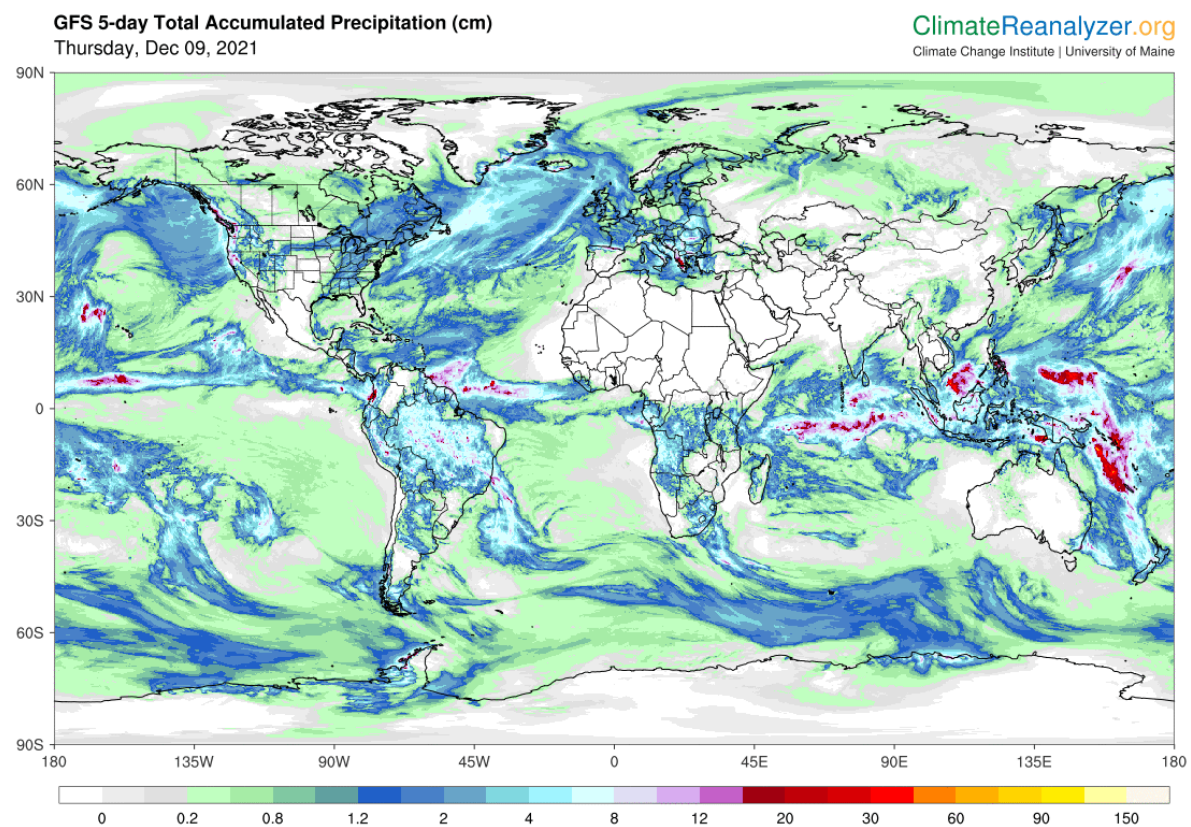 GFS 5-day Total Accumulated Precipitation (cm)
Thursday, Dec 09, 2021
ClimateReanalyzer.org
Climate Change Institute | University of Maine
90N
60N
30N
0
30S
60S
90S
180 135W 90W 45W 0 45E 90E 135E 180
0 0.2 0.8 1.2 2 4 8 12 20 30 60 90 150